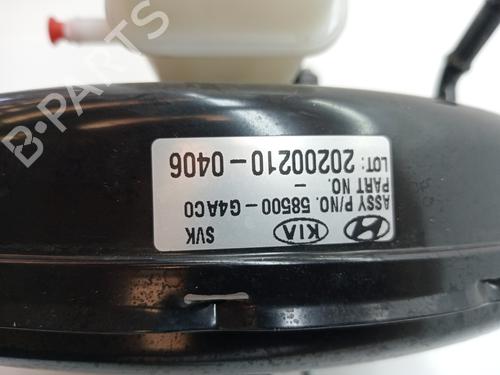 KIA SVK
ASSY P/NO. 58500-G4AC0
PART NO. -
LOT: 20200210-0406
B-PARTS